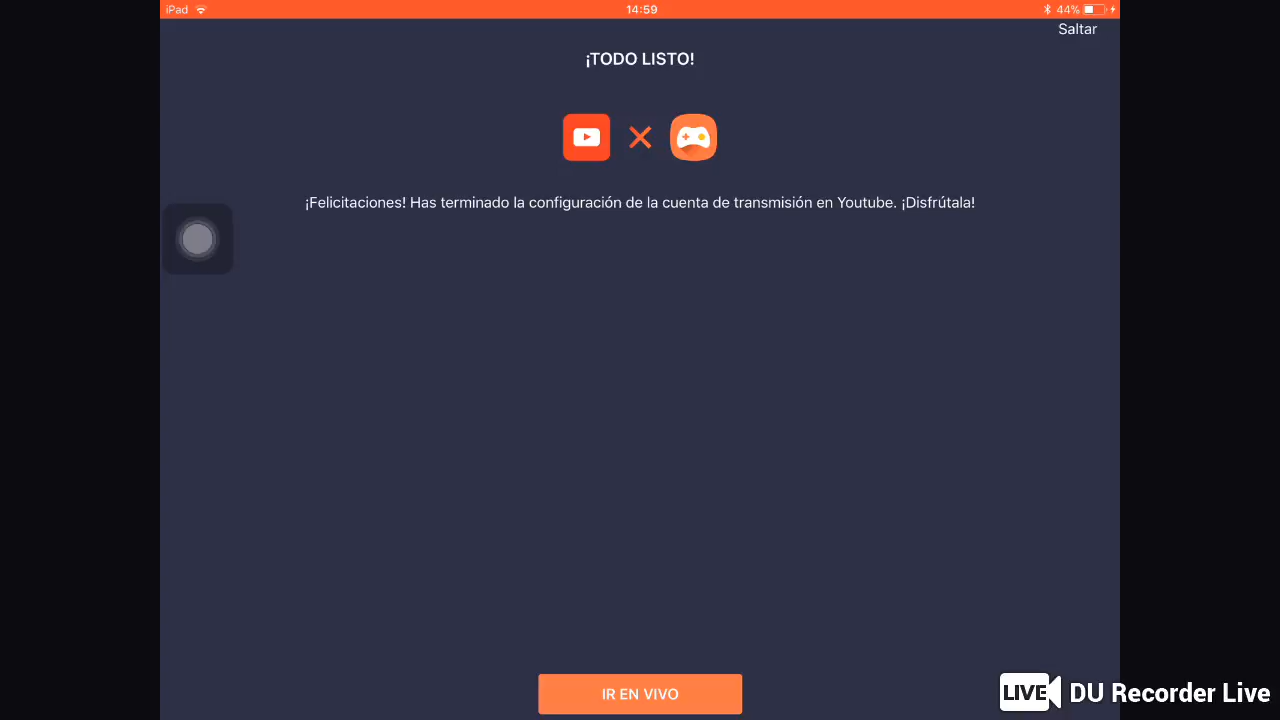 iPad 14:59 44%
Saltar
¡TODO LISTO!
¡Felicitaciones! Has terminado la configuración de la cuenta de transmisión en Youtube. ¡Disfrútala!
IR EN VIVO
LIVE DU Recorder Live